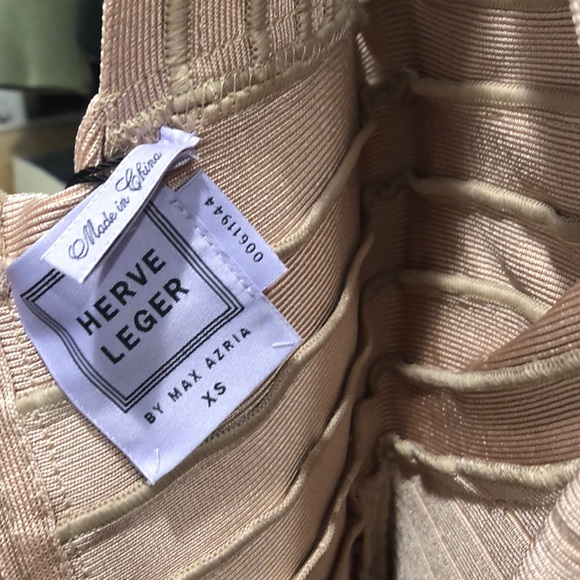 Made in China
HERVE
LEGER
BY MAX AZRIA
XS
00611944